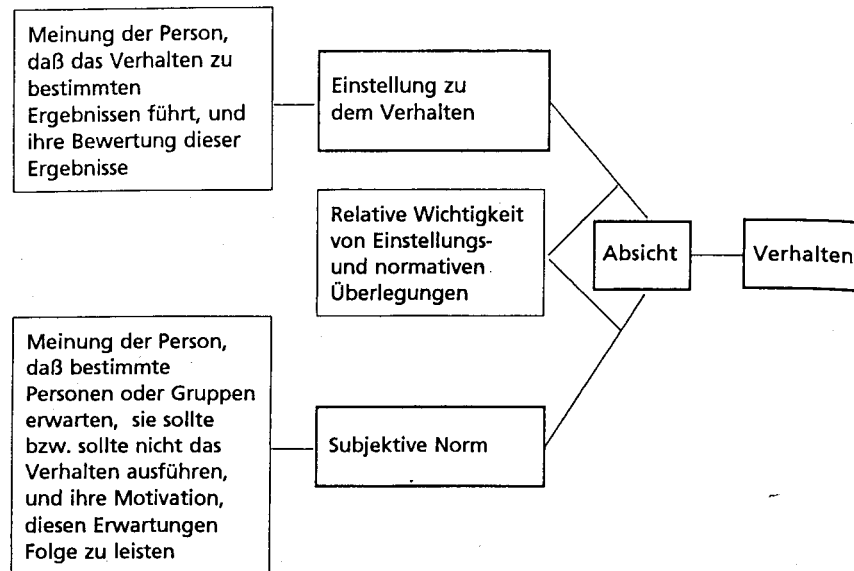 Meinung der Person,
daß das Verhalten zu
bestimmten
Ergebnissen führt, und
ihre Bewertung dieser
Ergebnisse
Einstellung zu
dem Verhalten
Relative Wichtigkeit
von Einstellungs-
und normativen
Überlegungen
Absicht
Verhalten
Meinung der Person,
daß bestimmte
Personen oder Gruppen
erwarten, sie sollte
bzw. sollte nicht das
Verhalten ausführen,
und ihre Motivation,
diesen Erwartungen
Folge zu leisten
Subjektive Norm